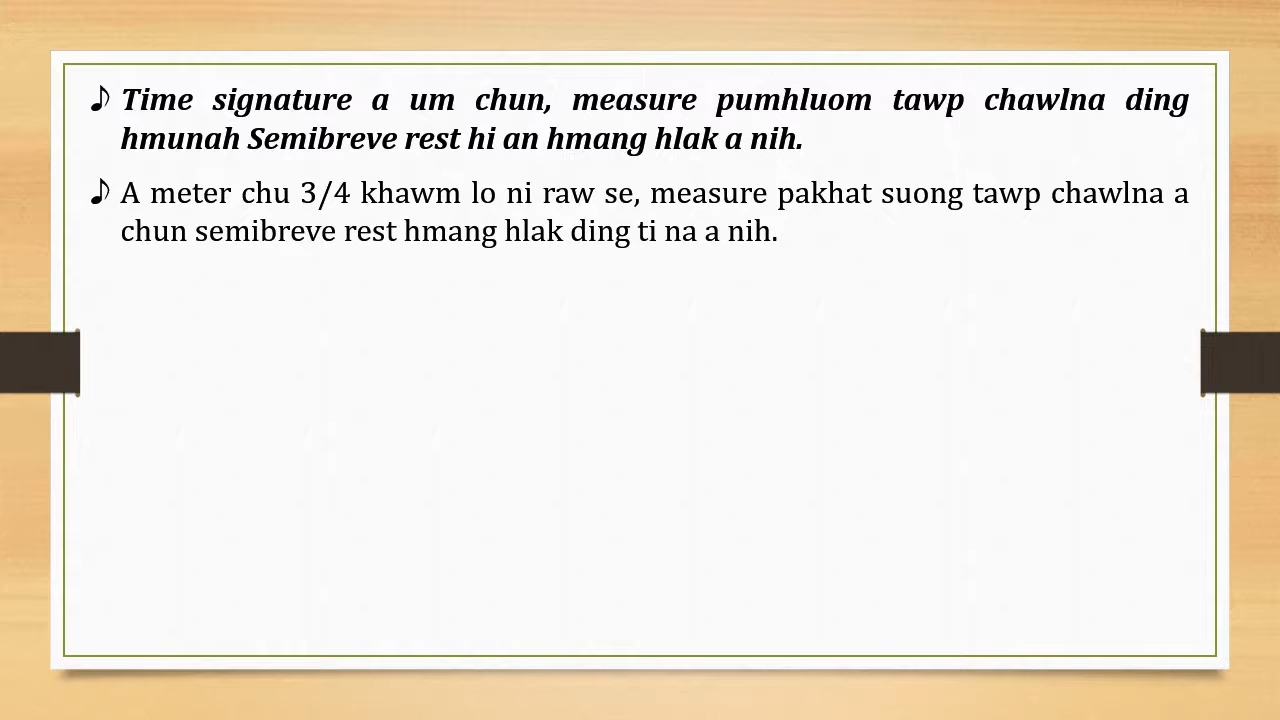 ♪ Time signature a um chun, measure pumhluom tawp chawlna ding
hmunah Semibreve rest hi an hmang hlak a nih.
♪ A meter chu 3/4 khawm lo ni raw se, measure pakhat suong tawp chawlna a
chun semibreve rest hmang hlak ding ti na a nih.